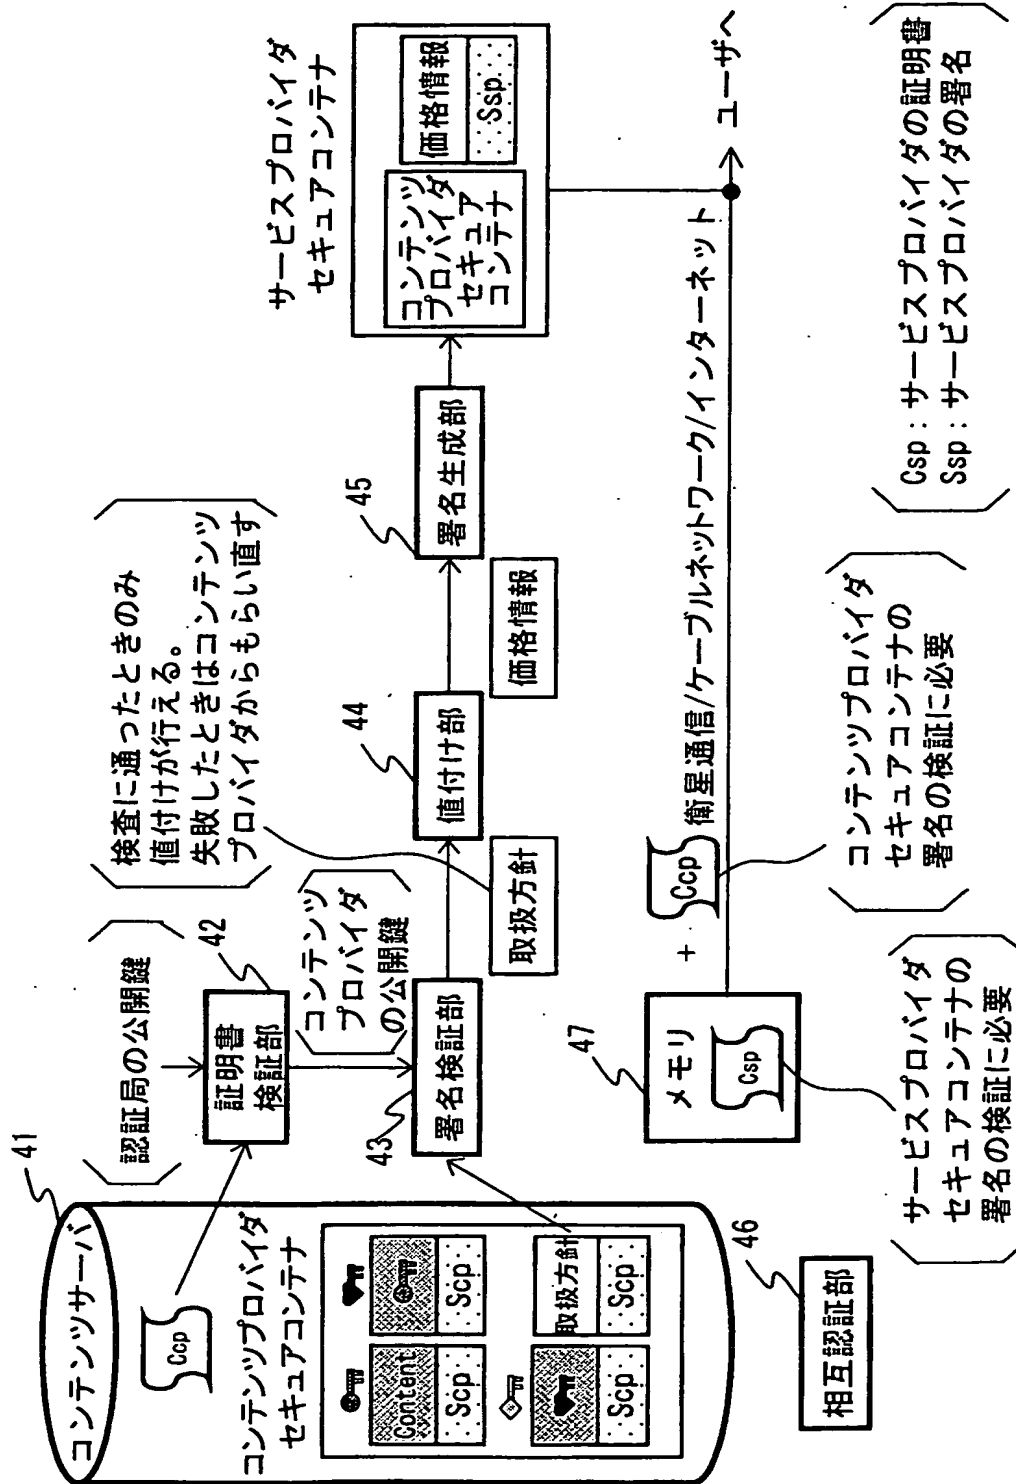 コンテンツサーバ
41
Ccp
コンテンツプロバイダ
セキュアコンテナ
Content
Scp
Scp
Scp
取扱方針
Scp
認証局の公開鍵
証明書
検証部
42
コンテンツ
プロバイダ
の公開鍵
43
署名検証部
取扱方針
検査に通ったときのみ
値付けが行える。
失敗したときはコンテンツ
プロバイダからもらい直す
44
値付け部
価格情報
45
署名生成部
サービスプロバイダ
セキュアコンテナ
コンテンツ
プロバイダ
セキュア
コンテナ
価格情報
Ssp
46
相互認証部
47
メモリ
Csp
+
Ccp
衛星通信/ケーブルネットワーク/インターネット
ユーザへ
サービスプロバイダ
セキュアコンテナの
署名の検証に必要
コンテンツプロバイダ
セキュアコンテナの
署名の検証に必要
Csp：サービスプロバイダの証明書
Ssp：サービスプロバイダの署名